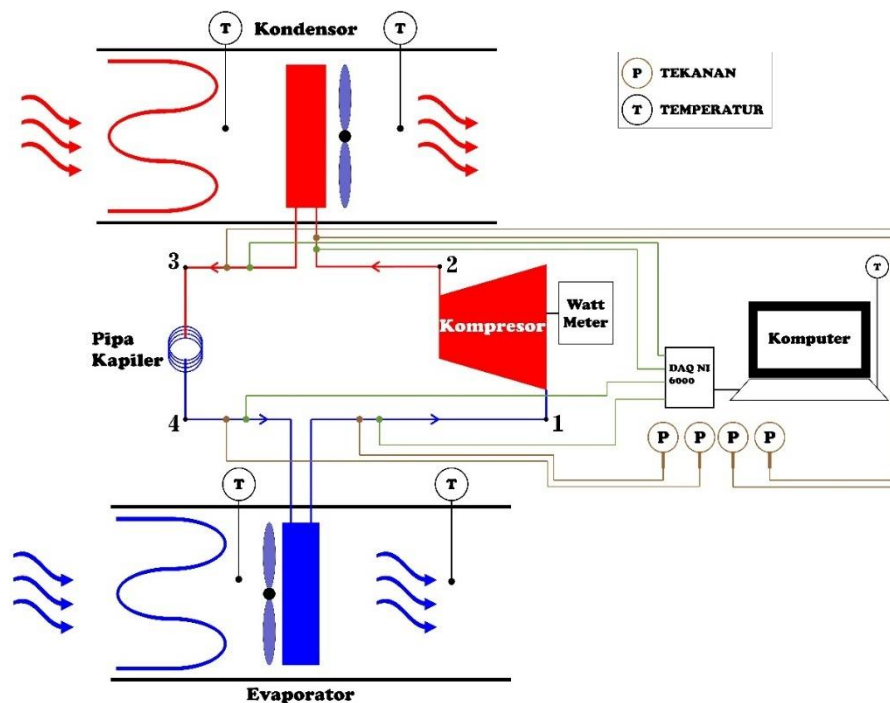 T
Kondensor
T
P TEKANAN
T TEMPERATUR
3
2
T
Pipa
Kapiler
Kompresor
Watt
Meter
DAQ NI
6000
Komputer
4
1
P P P P
T
T
Evaporator